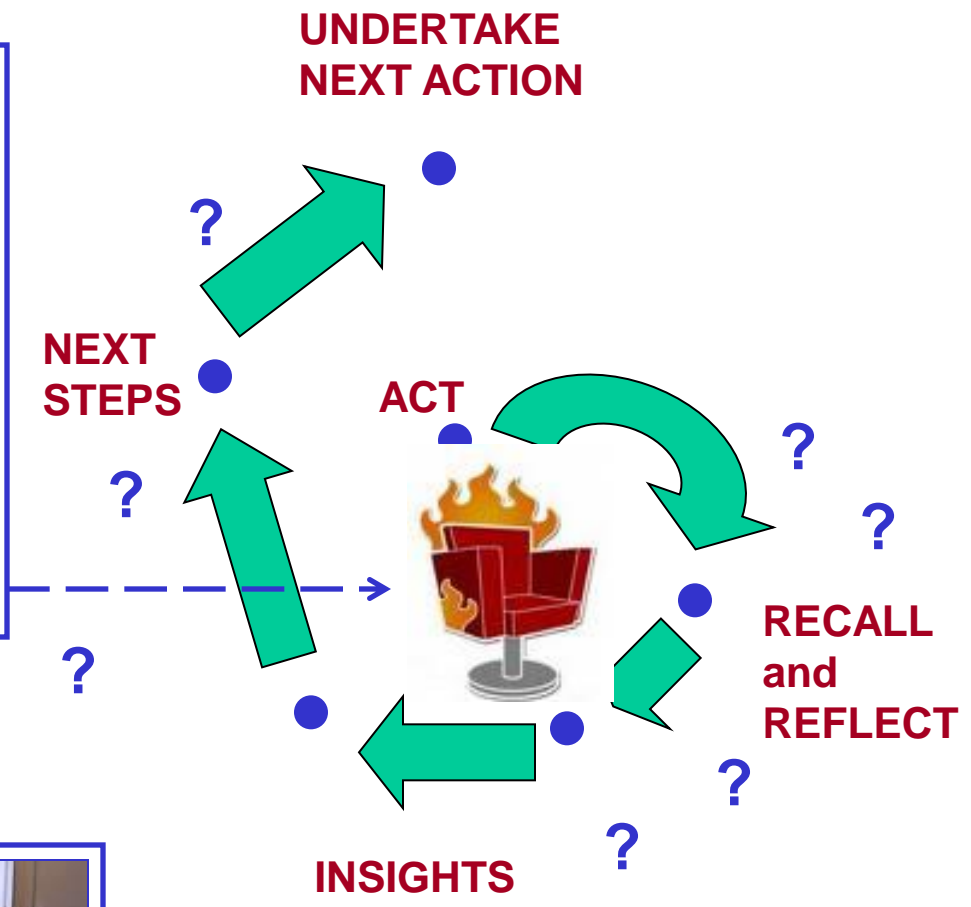 UNDERTAKE
NEXT ACTION
?
NEXT
STEPS
ACT
?
?
?
?
RECALL
and
REFLECT
?
?
INSIGHTS